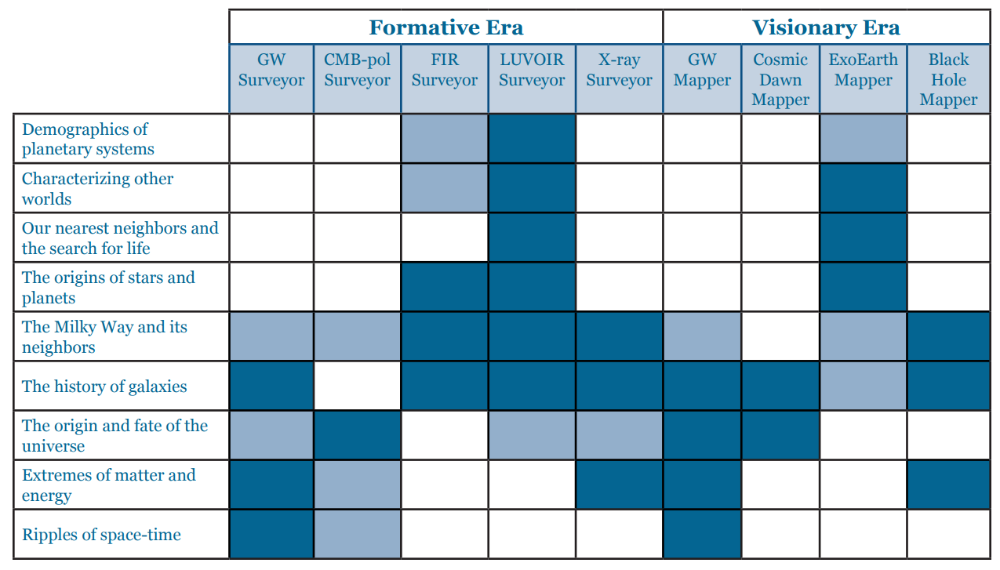 Formative Era
Visionary Era
GW
Surveyor
CMB-pol
Surveyor
FIR
Surveyor
LUVOIR
Surveyor
X-ray
Surveyor
GW
Mapper
Cosmic
Dawn
Mapper
ExoEarth
Mapper
Black
Hole
Mapper
Demographics of
planetary systems
Characterizing other
worlds
Our nearest neighbors and
the search for life
The origins of stars and
planets
The Milky Way and its
neighbors
The history of galaxies
The origin and fate of the
universe
Extremes of matter and
energy
Ripples of space-time